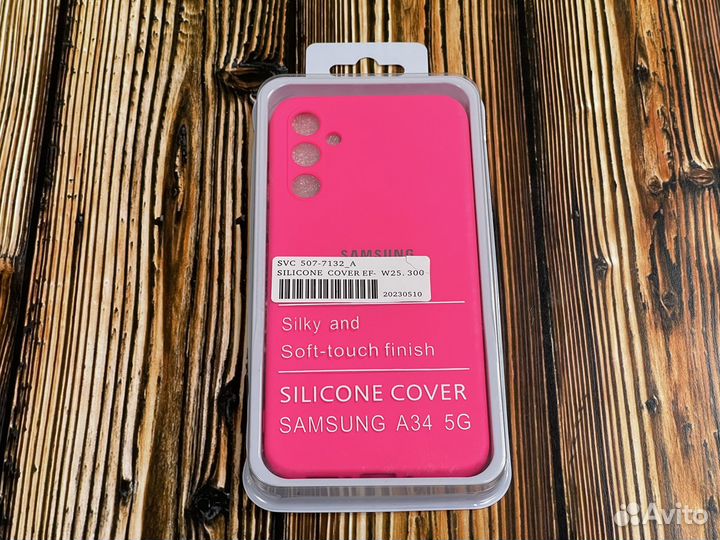 SAMSUNG
SVC 507-7132_A
SILICONE COVER EF- W25.300
20230510
Silky and
Soft-touch finish
SILICONE COVER
SAMSUNG A34 5G
Avito